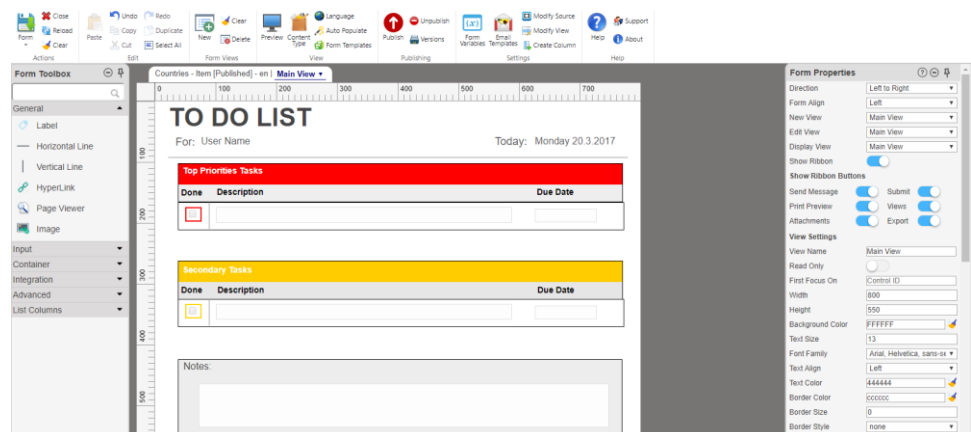 Form
Close
Reload
Clear
Actions
Paste
Undo
Redo
Copy
Duplicate
Cut
Select All
Edit
New
Clear
Delete
Form Views
Preview
Content Type
Language
Auto Populate
Form Templates
View
Publish
Unpublish
Versions
Publishing
(x1)
Form Variables
Email Templates
Modify Source
Modify View
Create Column
Settings
Help
Support
About
Help
Form Toolbox
General
Label
Horizontal Line
Vertical Line
HyperLink
Page Viewer
Image
Input
Container
Integration
Advanced
List Columns
Countries - Item [Published] - en | Main View
0 100 200 300 400 500 600 700
100
200
300
400
500
TO DO LIST
For: User Name Today: Monday 20.3.2017
Top Priorities Tasks
Done Description Due Date
Secondary Tasks
Done Description Due Date
Notes:
Form Properties
Direction Left to Right
Form Align Left
New View Main View
Edit View Main View
Display View Main View
Show Ribbon
Show Ribbon Buttons
Send Message Submit
Print Preview Views
Attachments Export
View Settings
View Name Main View
Read Only
First Focus On Control ID
Width 800
Height 550
Background Color FFFFFF
Text Size 13
Font Family Arial, Helvetica, sans-se
Text Align Left
Text Color 444444
Border Color cccccc
Border Size 0
Border Style none